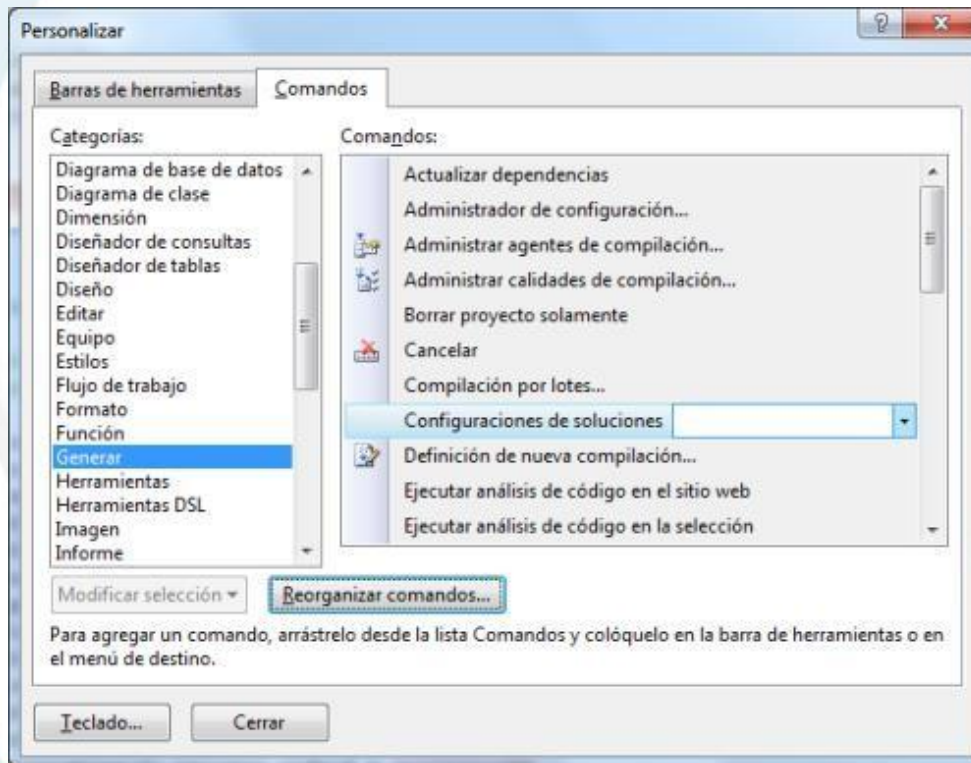 Personalizar
Barras de herramientas
Comandos
Categorías:
Diagrama de base de datos
Diagrama de clase
Dimensión
Diseñador de consultas
Diseñador de tablas
Diseño
Editar
Equipo
Estilos
Flujo de trabajo
Formato
Función
Generar
Herramientas
Herramientas DSL
Imagen
Informe
Comandos:
Actualizar dependencias
Administrador de configuración...
Administrar agentes de compilación...
Administrar calidades de compilación...
Borrar proyecto solamente
Cancelar
Compilación por lotes...
Configuraciones de soluciones
Definición de nueva compilación...
Ejecutar análisis de código en el sitio web
Ejecutar análisis de código en la selección
Modificar selección
Reorganizar comandos...
Para agregar un comando, arrástrelo desde la lista Comandos y colóquelo en la barra de herramientas o en
el menú de destino.
Teclado...
Cerrar